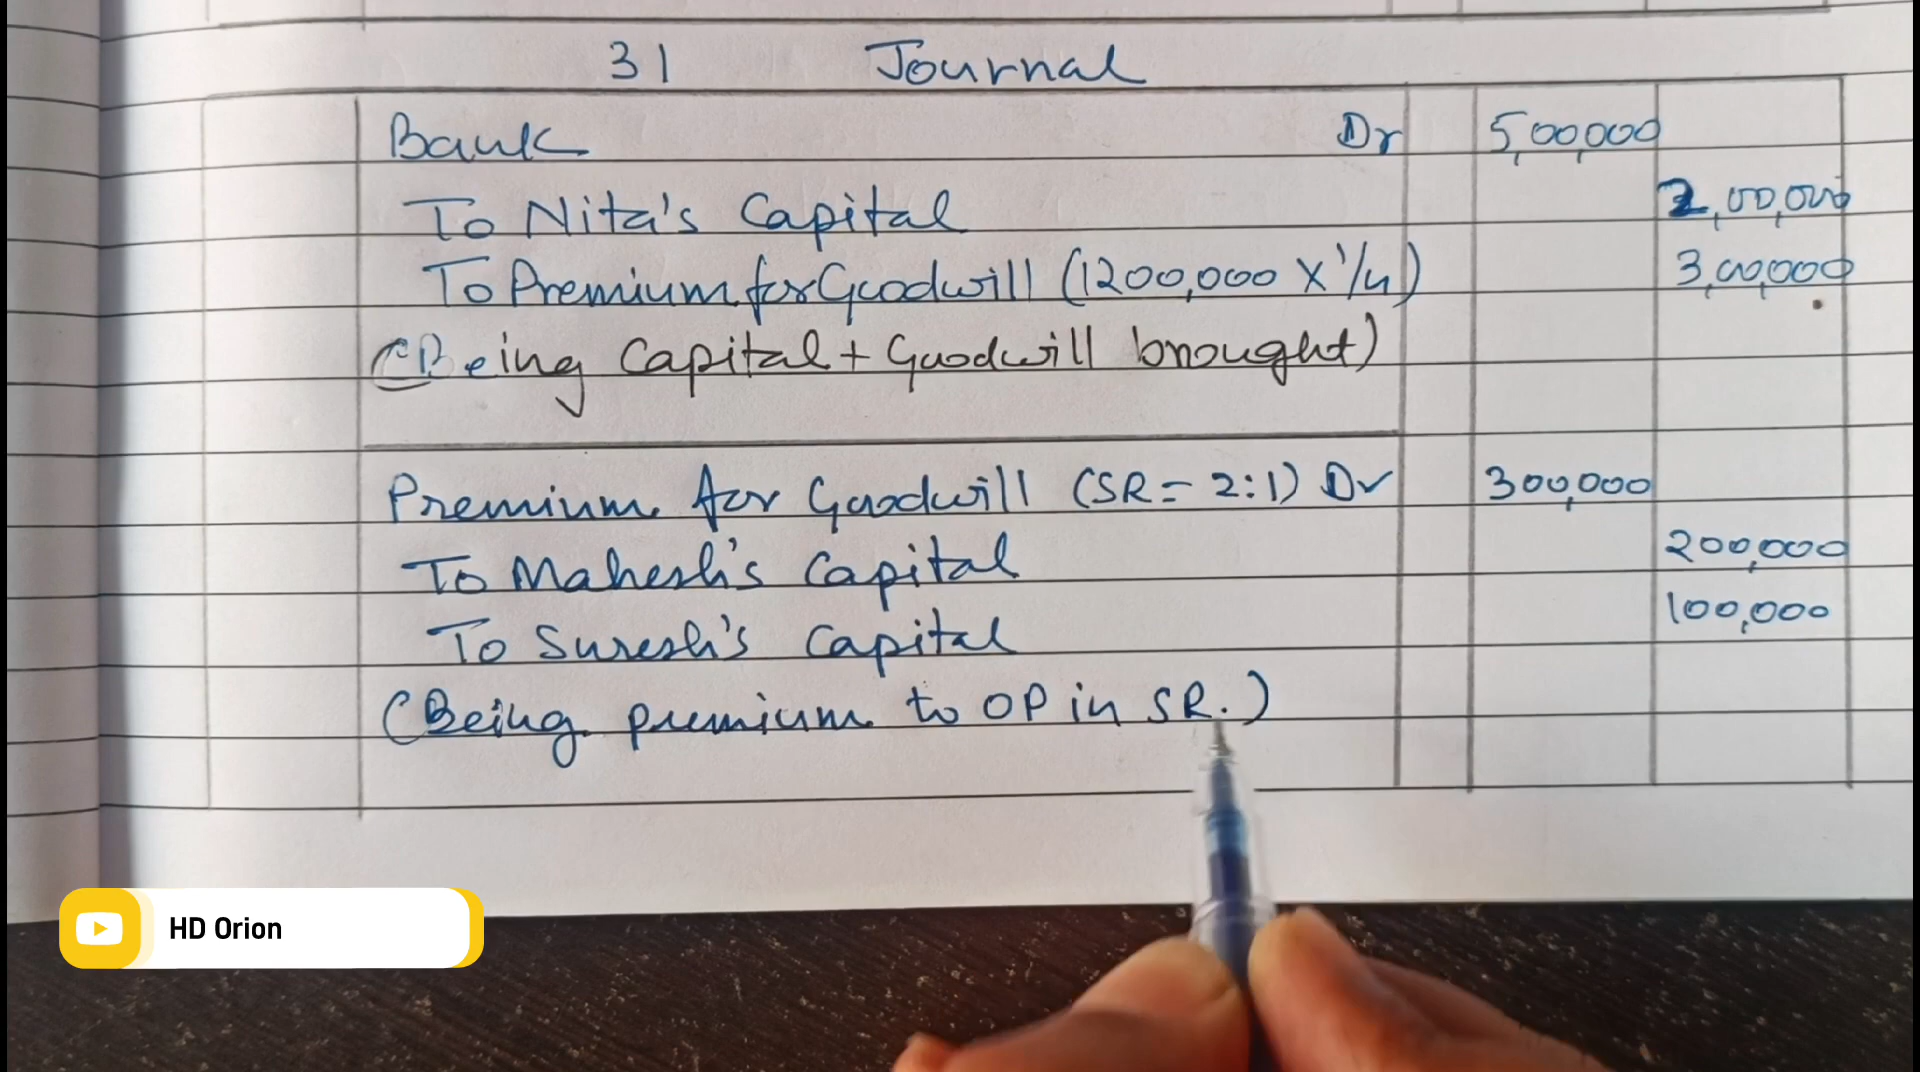 31 Journal
Bank Dr 5,00,000
To Nita's Capital 2,00,000
To Premium for Goodwill (1200,000 X 1/4) 3,00,000
(Being Capital + Goodwill brought)
Premium for Goodwill (SR = 2:1) Dr 300,000
To Mahesh's Capital 200,000
To Suresh's Capital 100,000
(Being premium to OP in SR.)
HD Orion